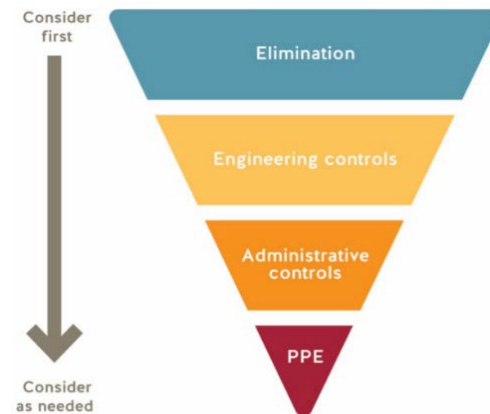 Consider
first
Elimination
Engineering controls
Administrative
controls
PPE
Consider
as needed